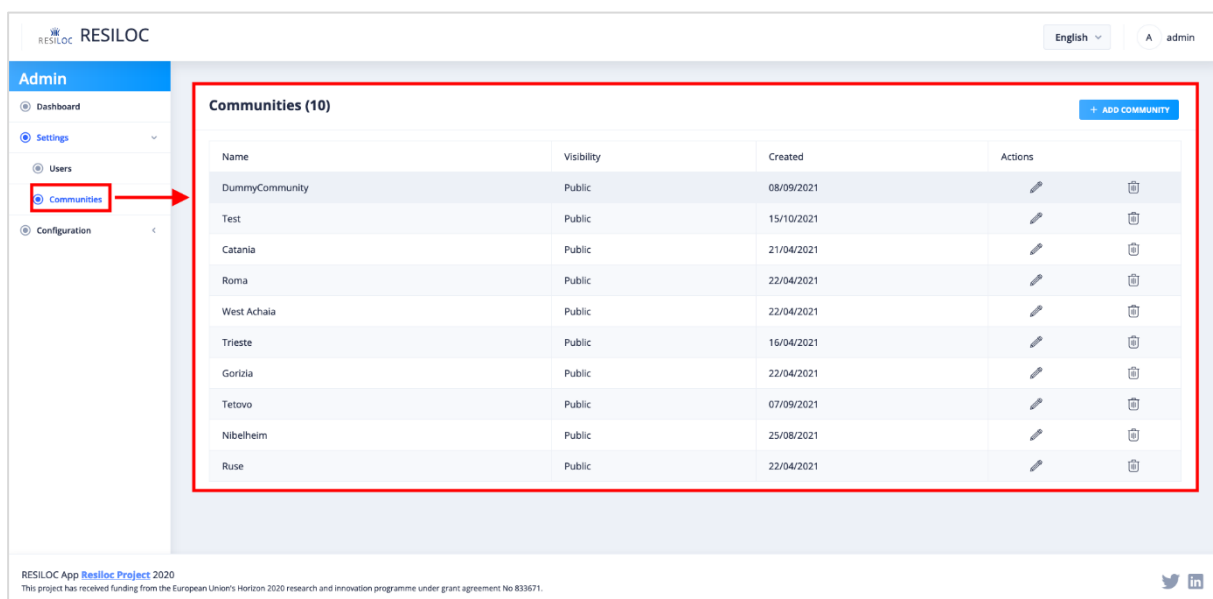 RESILOC RESILOC
English
A admin
Admin
Dashboard
Settings
Users
Communities
Configuration
Communities (10)
+ ADD COMMUNITY
Name Visibility Created Actions
DummyCommunity Public 08/09/2021
Test Public 15/10/2021
Catania Public 21/04/2021
Roma Public 22/04/2021
West Achaia Public 22/04/2021
Trieste Public 16/04/2021
Gorizia Public 22/04/2021
Tetovo Public 07/09/2021
Nibelheim Public 25/08/2021
Ruse Public 22/04/2021
RESILOC App Resiloc Project 2020
This project has received funding from the European Union's Horizon 2020 research and innovation programme under grant agreement No 833671.
in